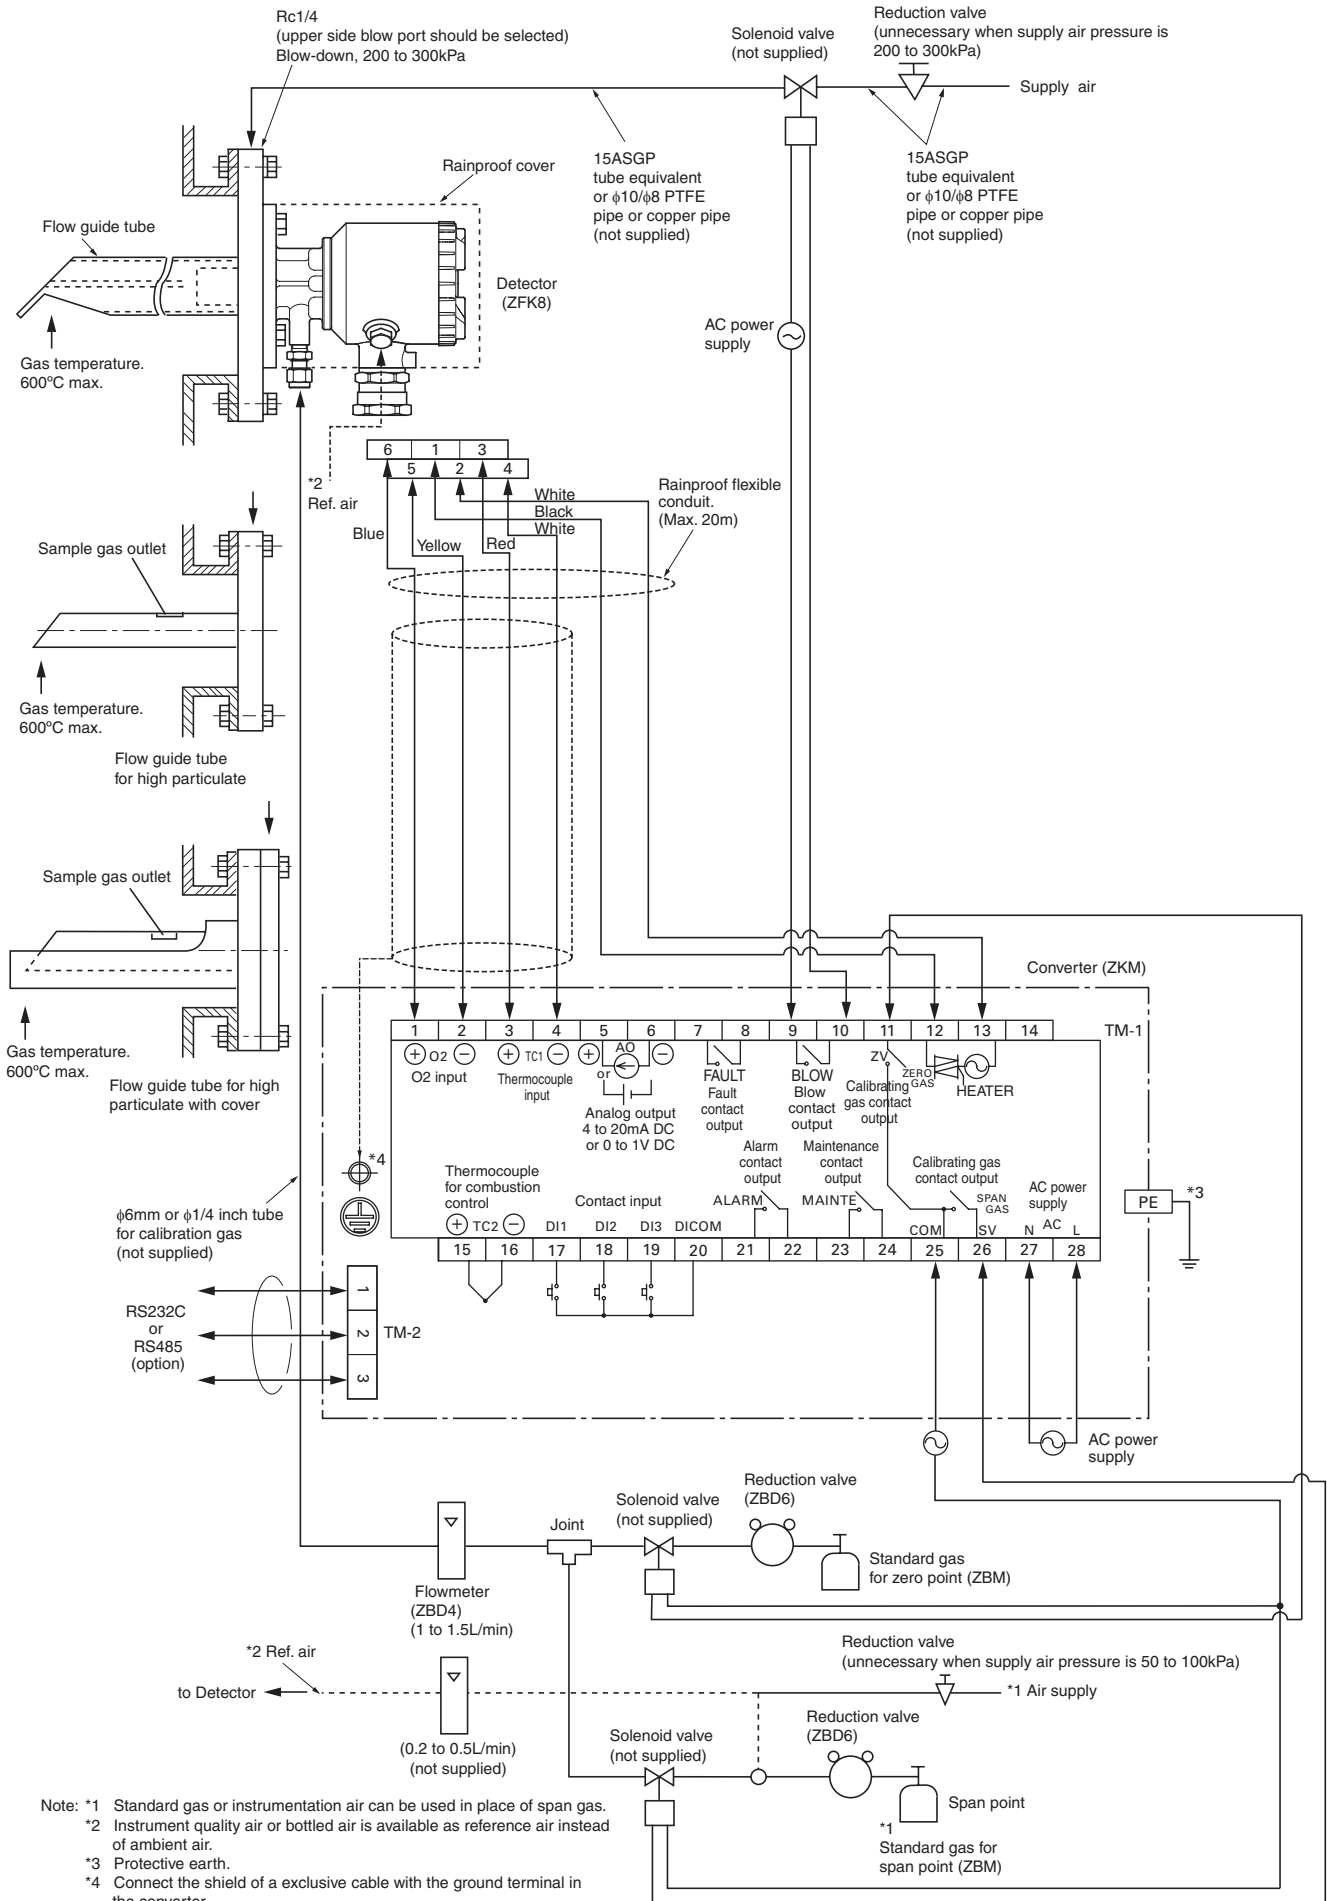 Rc1/4
(upper side blow port should be selected)
Blow-down, 200 to 300kPa
Solenoid valve
(not supplied)
Reduction valve
(unnecessary when supply air pressure is
200 to 300kPa)
Supply air
Rainproof cover
15ASGP
tube equivalent
or ϕ10/ϕ8 PTFE
pipe or copper pipe
(not supplied)
15ASGP
tube equivalent
or ϕ10/ϕ8 PTFE
pipe or copper pipe
(not supplied)
Flow guide tube
Detector
(ZFK8)
AC power
supply
Gas temperature.
600°C max.
6 1 3
5 2 4
*2
Ref. air
White
Black
White
Blue
Yellow
Red
Rainproof flexible
conduit.
(Max. 20m)
Sample gas outlet
Gas temperature.
600°C max.
Flow guide tube
for high particulate
Sample gas outlet
Gas temperature.
600°C max.
Flow guide tube for high
particulate with cover
Converter (ZKM)
1 2 3 4 5 6 7 8 9 10 11 12 13 14
TM-1
+ O2 −
O2 input
+ TC1 −
Thermocouple
input
+ AO −
or
Analog output
4 to 20mA DC
or 0 to 1V DC
FAULT
Fault
contact
output
BLOW
Blow
contact
output
ZV
ZERO
GAS
Calibrating
gas contact
output
HEATER
*4
Thermocouple
for combustion
control
+ TC2 −
Contact input
DI1 DI2 DI3 DICOM
Alarm
contact
output
ALARM
Maintenance
contact
output
MAINTE
Calibrating gas
contact output
SPAN
GAS
COM SV
AC power
supply
N AC L
15 16 17 18 19 20 21 22 23 24 25 26 27 28
PE
*3
ϕ6mm or ϕ1/4 inch tube
for calibration gas
(not supplied)
RS232C
or
RS485
(option)
1
2
3
TM-2
AC power
supply
Joint
Solenoid valve
(not supplied)
Reduction valve
(ZBD6)
Standard gas
for zero point (ZBM)
Flowmeter
(ZBD4)
(1 to 1.5L/min)
*2 Ref. air
to Detector
(0.2 to 0.5L/min)
(not supplied)
Reduction valve
(unnecessary when supply air pressure is 50 to 100kPa)
*1 Air supply
Solenoid valve
(not supplied)
Reduction valve
(ZBD6)
Span point
*1
Standard gas for
span point (ZBM)
Note: *1 Standard gas or instrumentation air can be used in place of span gas.
*2 Instrument quality air or bottled air is available as reference air instead
of ambient air.
*3 Protective earth.
*4 Connect the shield of a exclusive cable with the ground terminal in
the converter